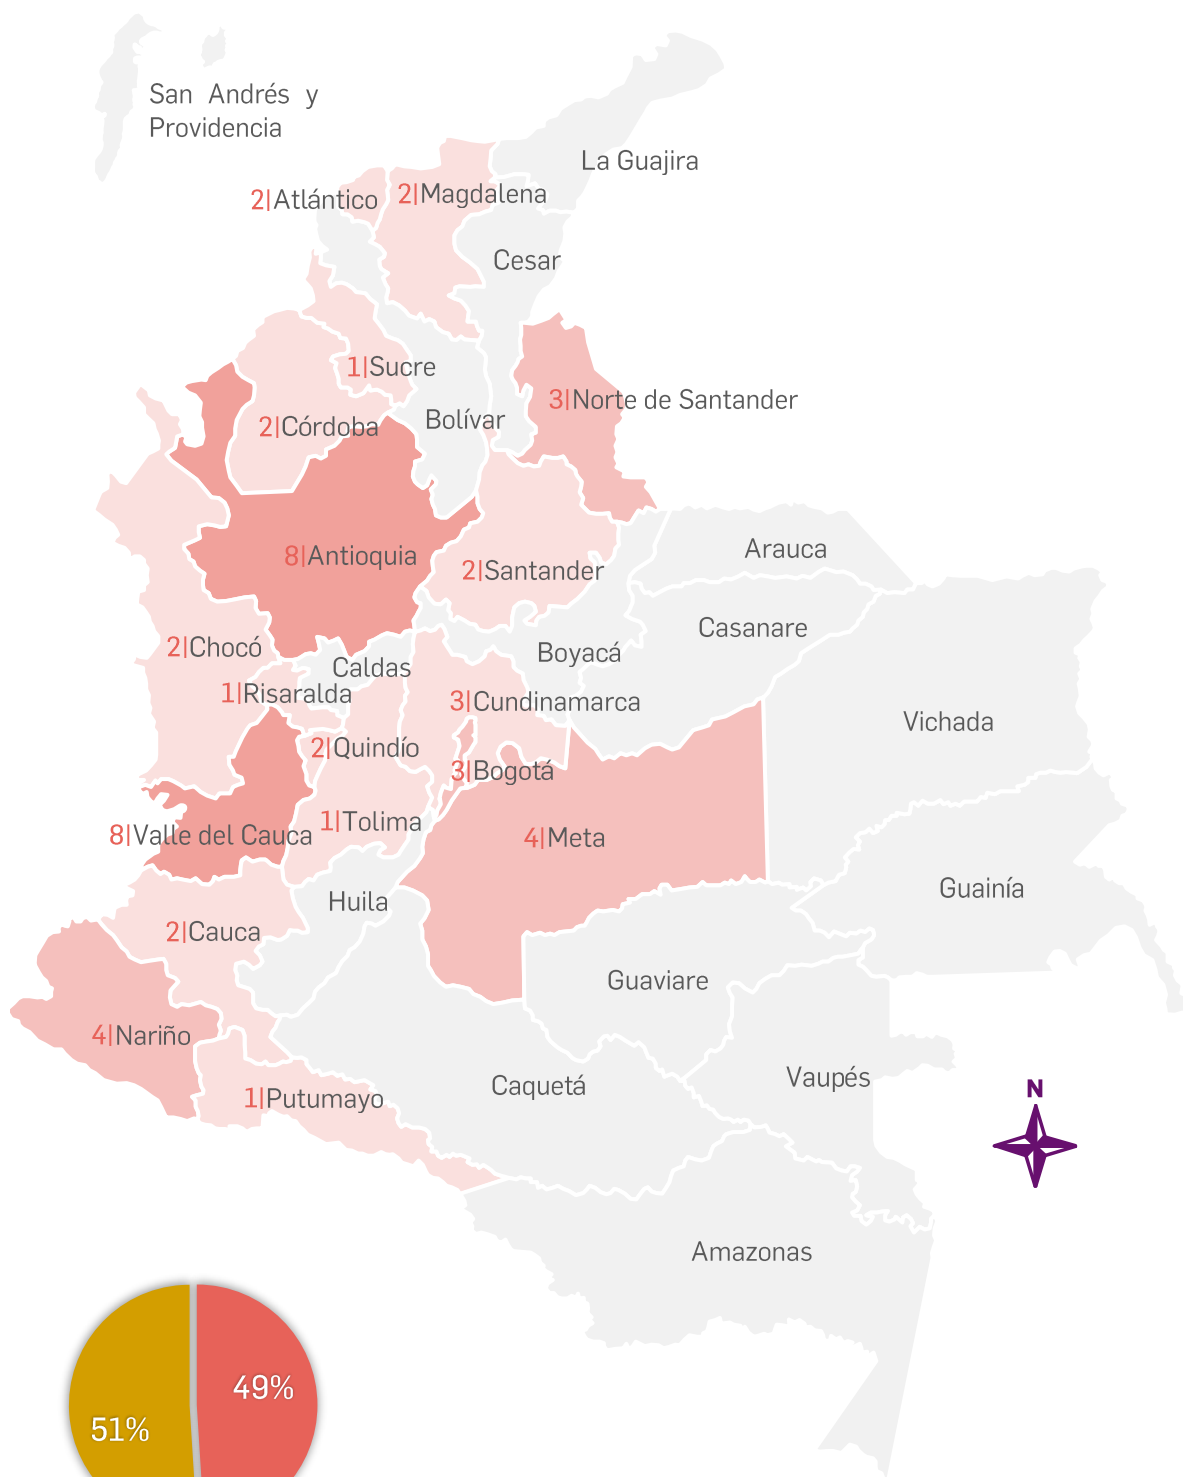 San Andrés y
Providencia
La Guajira
2|Atlántico
2|Magdalena
Cesar
1|Sucre
3|Norte de Santander
2|Córdoba
Bolívar
8|Antioquia
2|Santander
Arauca
Casanare
2|Chocó
Boyacá
Caldas
1|Risaralda
3|Cundinamarca
Vichada
2|Quindío
3|Bogotá
1|Tolima
8|Valle del Cauca
4|Meta
Guainía
Huila
2|Cauca
Guaviare
4|Nariño
Vaupés
Caquetá
1|Putumayo
N
Amazonas
49%
51%